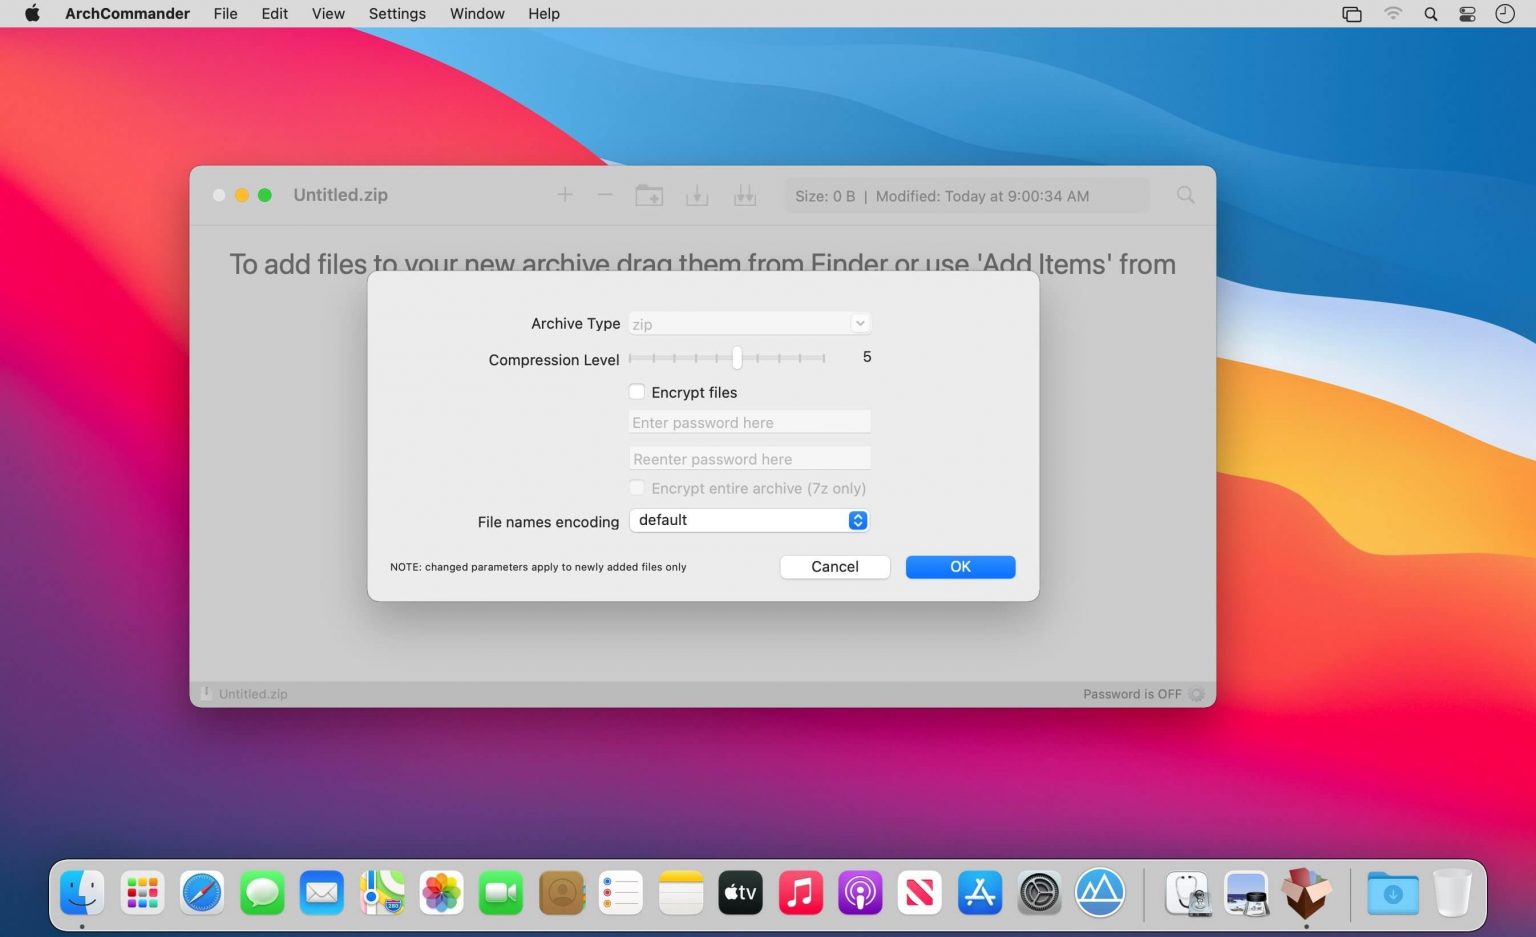 ArchCommander File Edit View Settings Window Help
Untitled.zip
Size: 0 B | Modified: Today at 9:00:34 AM
To add files to your new archive drag them from Finder or use 'Add Items' from
Archive Type zip
Compression Level 5
Encrypt files
Enter password here
Reenter password here
Encrypt entire archive (7z only)
File names encoding default
NOTE: changed parameters apply to newly added files only
Cancel
OK
Untitled.zip
Password is OFF
280
tv